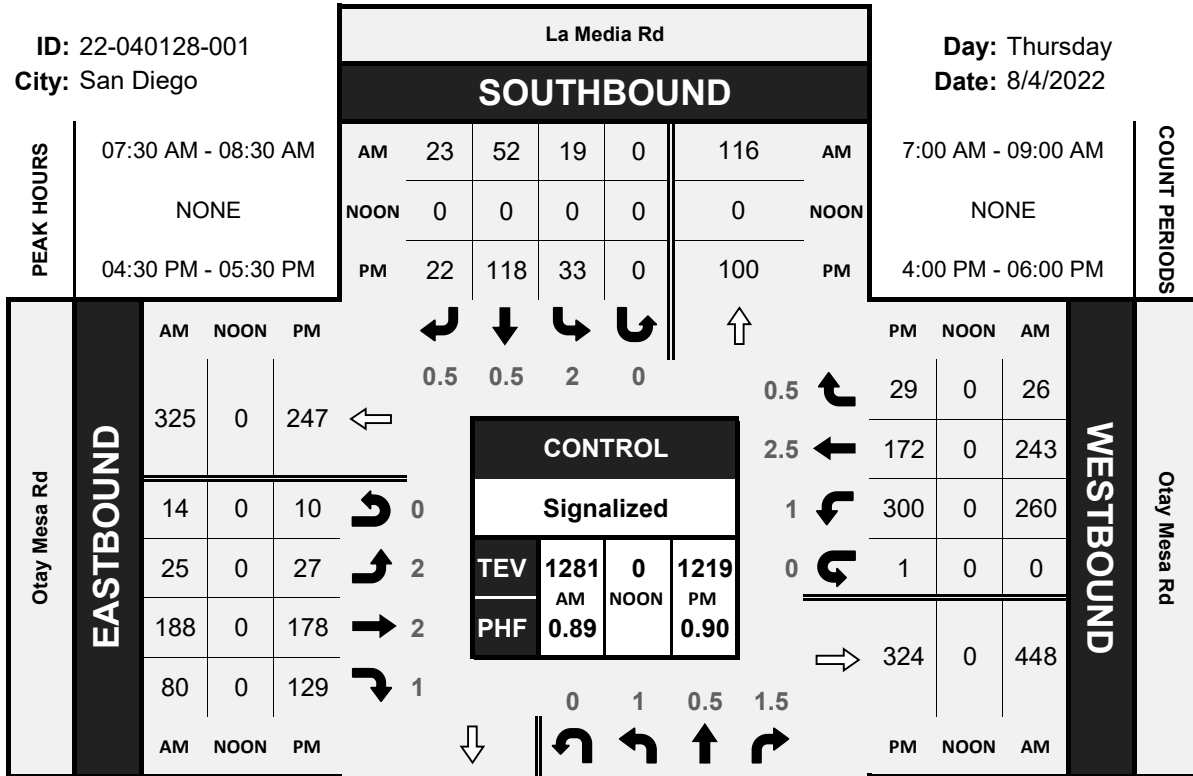 La Media Rd
ID: 22-040128-001
City: San Diego
Day: Thursday
Date: 8/4/2022
SOUTHBOUND
PEAK HOURS
07:30 AM - 08:30 AM
NONE
04:30 PM - 05:30 PM
AM 23 52 19 0 116 AM
NOON 0 0 0 0 0 NOON
PM 22 118 33 0 100 PM
7:00 AM - 09:00 AM
NONE
4:00 PM - 06:00 PM
COUNT PERIODS
0.5 0.5 2 0
Otay Mesa Rd
EASTBOUND
AM NOON PM
325 0 247
14 0 10 0
25 0 27 2
188 0 178 2
80 0 129 1
AM NOON PM
CONTROL
Signalized
TEV 1281 0 1219
AM NOON PM
PHF 0.89 0.90
PM NOON AM
0.5 29 0 26
2.5 172 0 243
1 300 0 260
0 1 0 0
324 0 448
PM NOON AM
WESTBOUND
Otay Mesa Rd
0 1 0.5 1.5